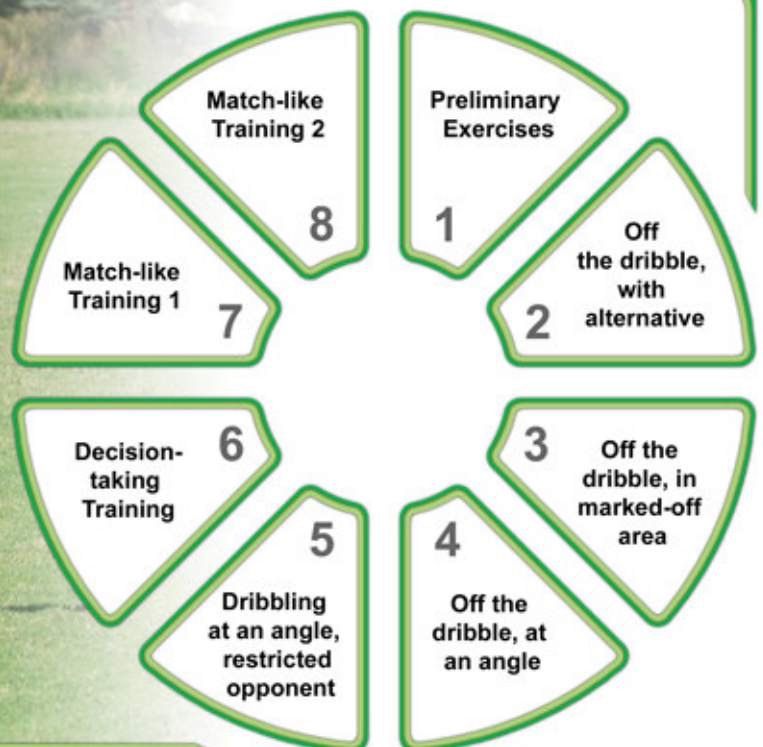 Preliminary
Exercises
1
Off
the dribble,
with
alternative
2
3
Off the
dribble, in
marked-off
area
4
Off the
dribble, at
an angle
5
Dribbling
at an angle,
restricted
opponent
6
Decision-
taking
Training
Match-like
Training 1
7
Match-like
Training 2
8